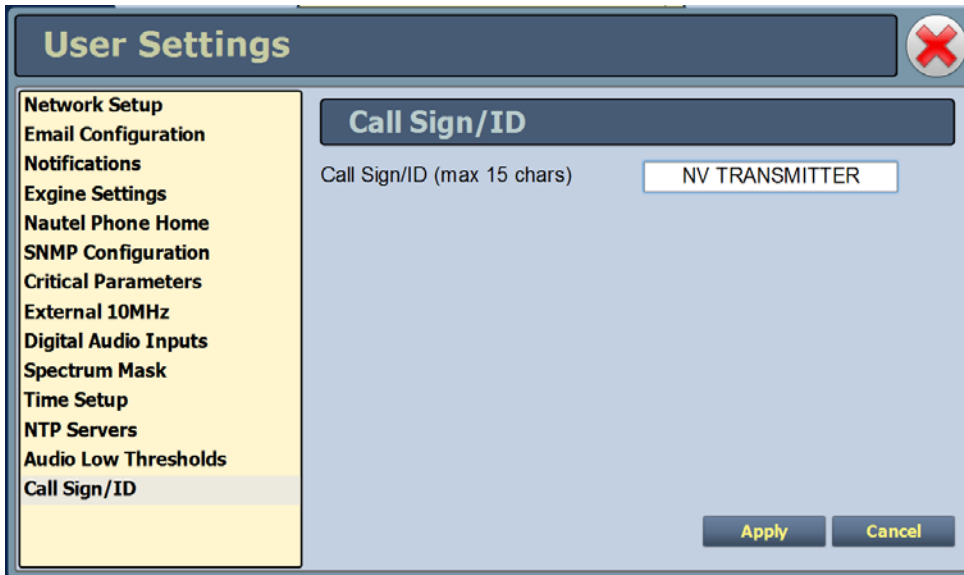 User Settings
Network Setup
Email Configuration
Notifications
Exgine Settings
Nautel Phone Home
SNMP Configuration
Critical Parameters
External 10MHz
Digital Audio Inputs
Spectrum Mask
Time Setup
NTP Servers
Audio Low Thresholds
Call Sign/ID
Call Sign/ID
Call Sign/ID (max 15 chars) NV TRANSMITTER
Apply Cancel